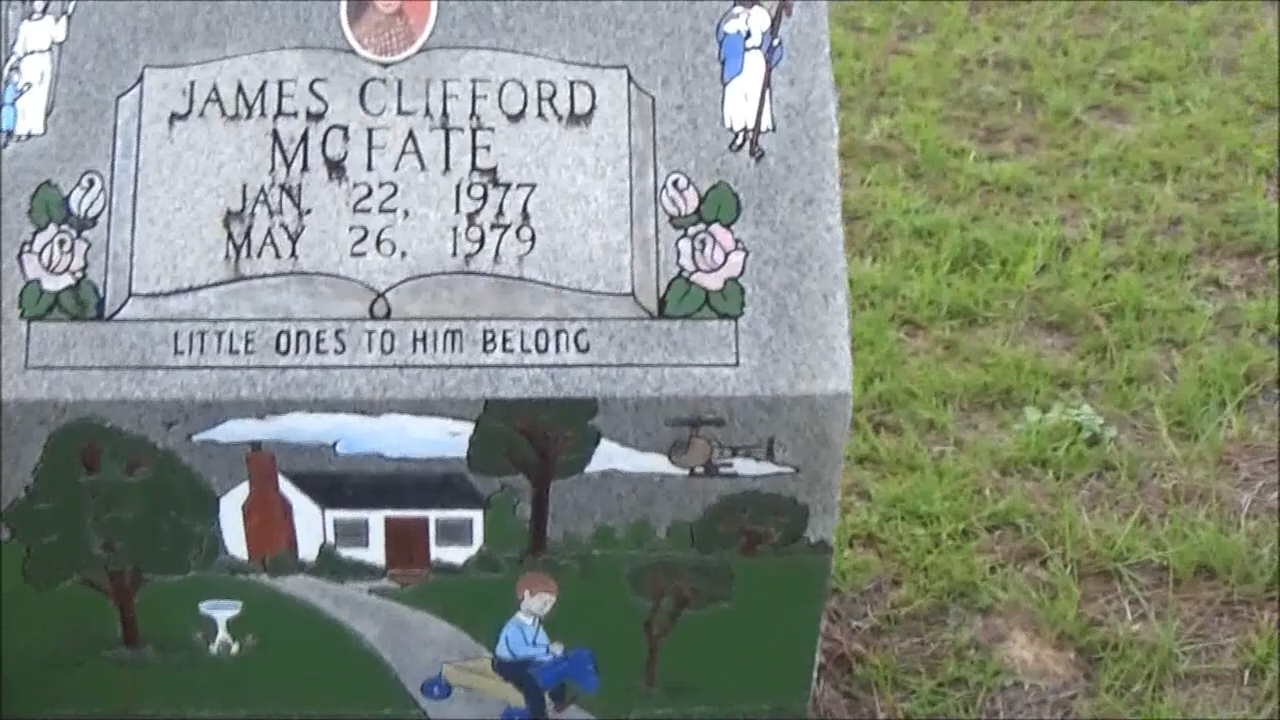 JAMES CLIFFORD
MCFATE
JAN. 22, 1977
MAY 26, 1979
LITTLE ONES TO HIM BELONG